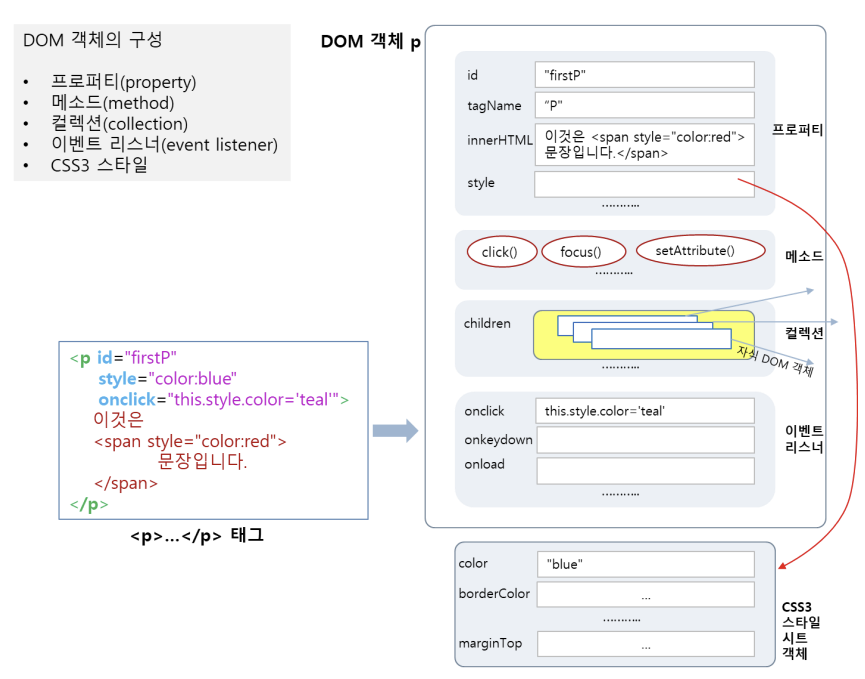 DOM 객체의 구성
• 프로퍼티(property)
• 메소드(method)
• 컬렉션(collection)
• 이벤트 리스너(event listener)
• CSS3 스타일
DOM 객체 p
id "firstP"
tagName "P"
innerHTML 이것은 <span style="color:red">
문장입니다.</span>
style
...........
프로퍼티
click() focus() setAttribute()
...........
메소드
children
자식 DOM 객체
...........
컬렉션
onclick this.style.color='teal'
onkeydown
onload
...........
이벤트
리스너
<p id="firstP"
style="color:blue"
onclick="this.style.color='teal'">
이것은
<span style="color:red">
문장입니다.
</span>
</p>
<p>...</p> 태그
color "blue"
borderColor ...
...........
marginTop ...
CSS3
스타일
시트
객체